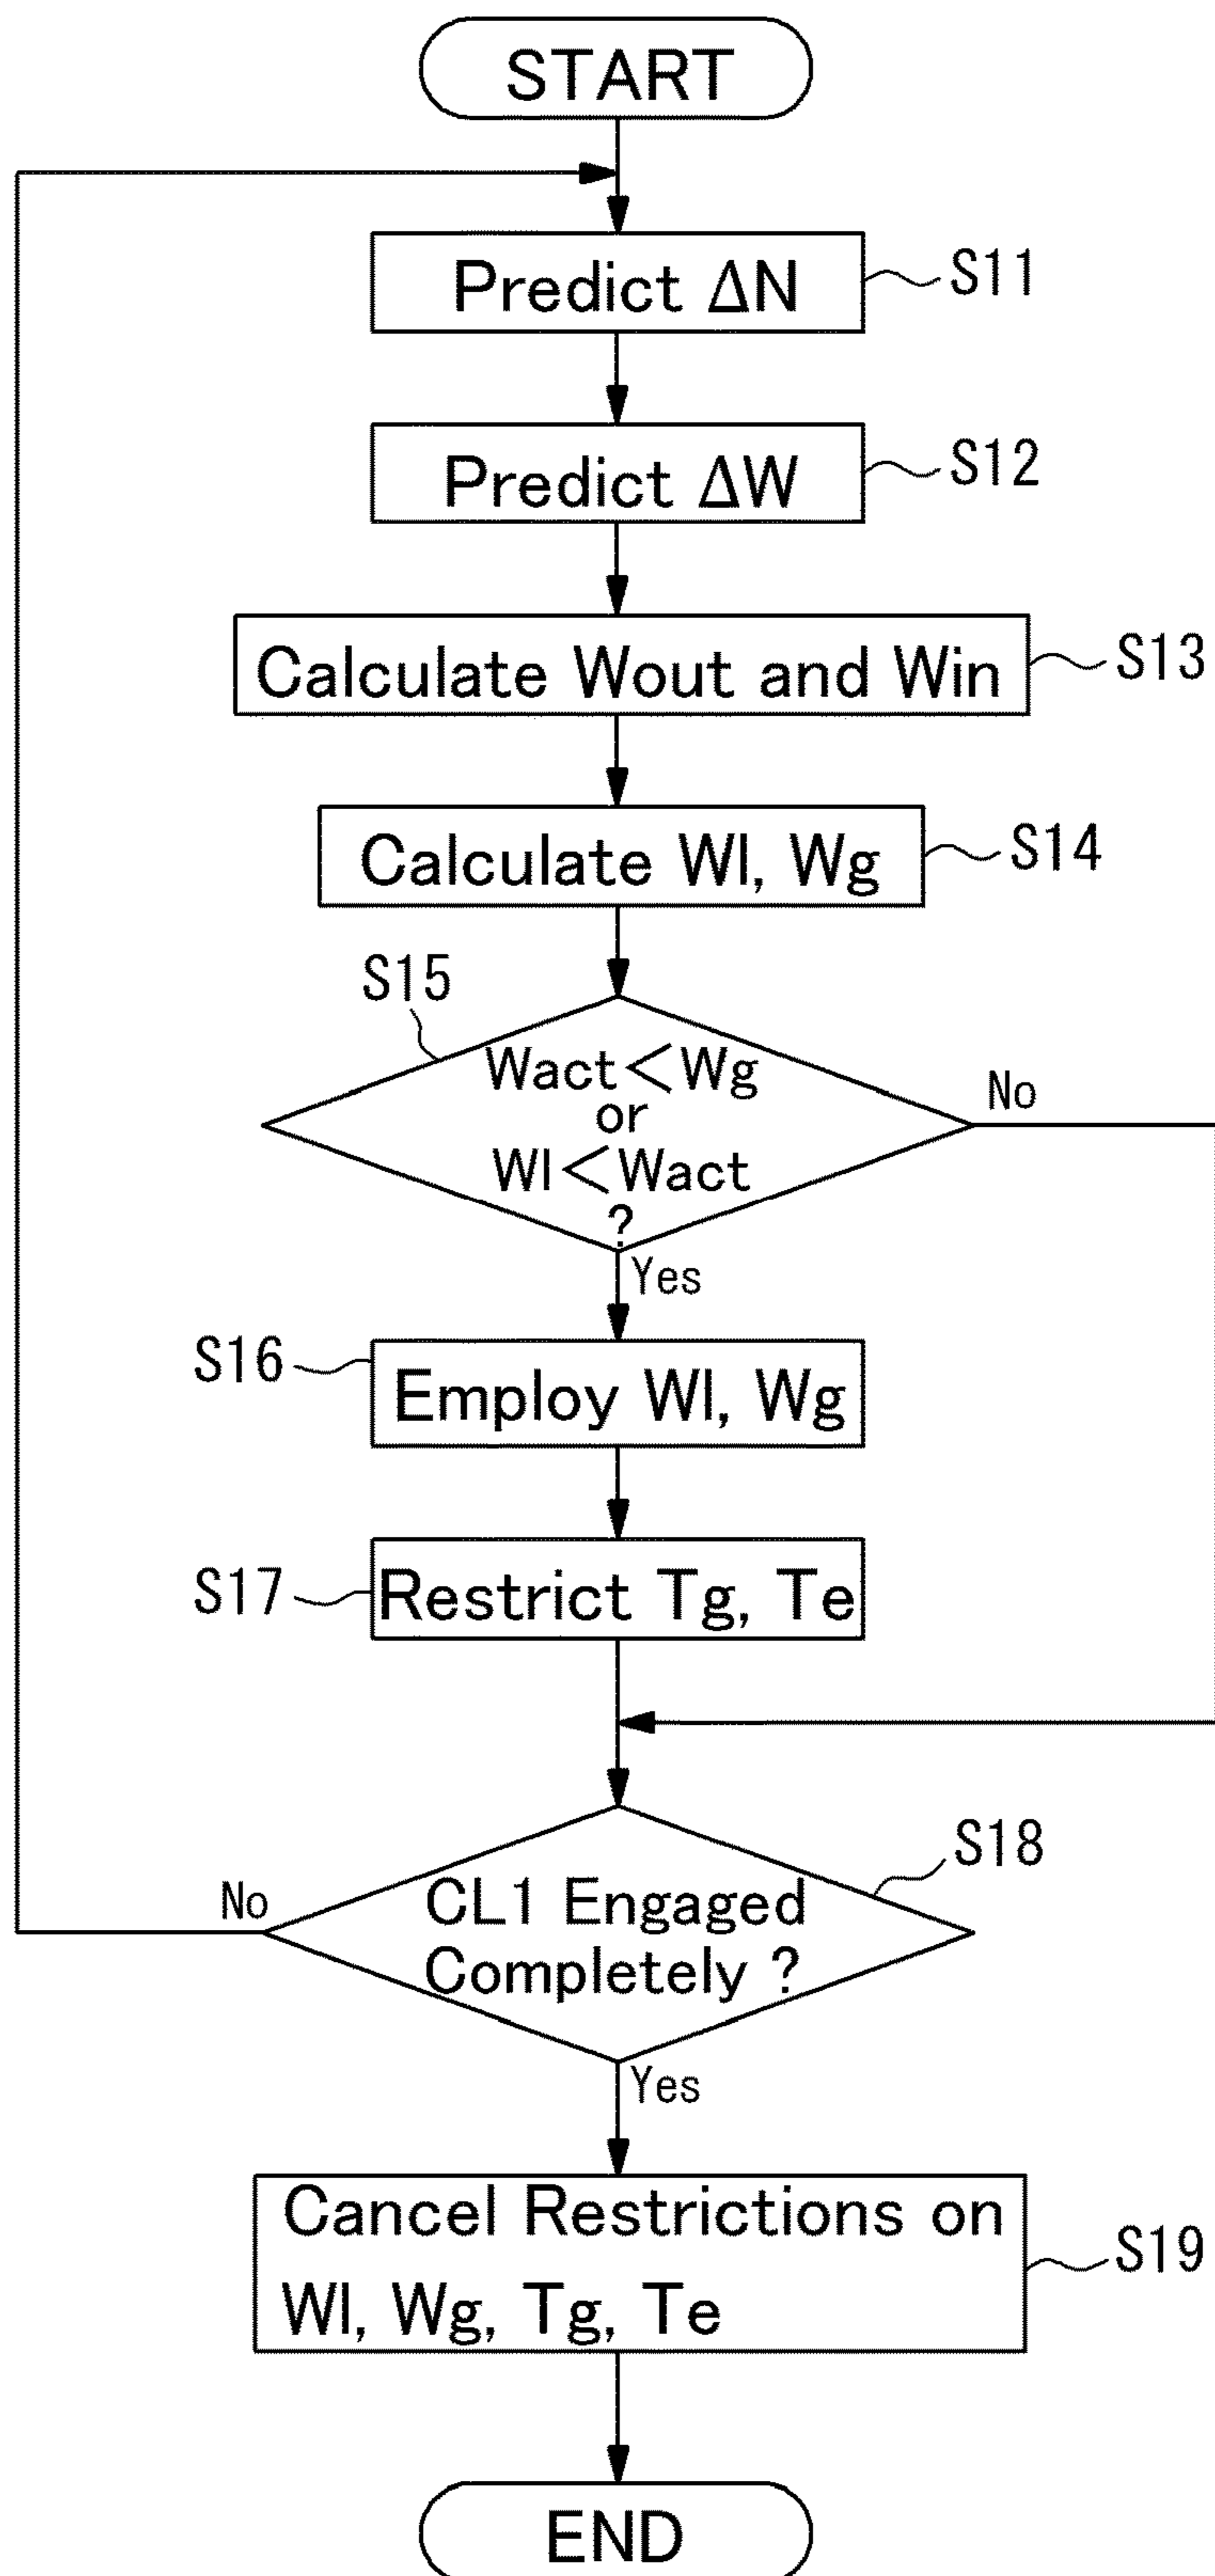 START
Predict ΔN
S11
Predict ΔW
S12
Calculate Wout and Win
S13
Calculate Wl, Wg
S14
S15
Wact<Wg
or
Wl<Wact
?
No
Yes
S16
Employ Wl, Wg
S17
Restrict Tg, Te
S18
CL1 Engaged
Completely ?
No
Yes
Cancel Restrictions on
Wl, Wg, Tg, Te
S19
END